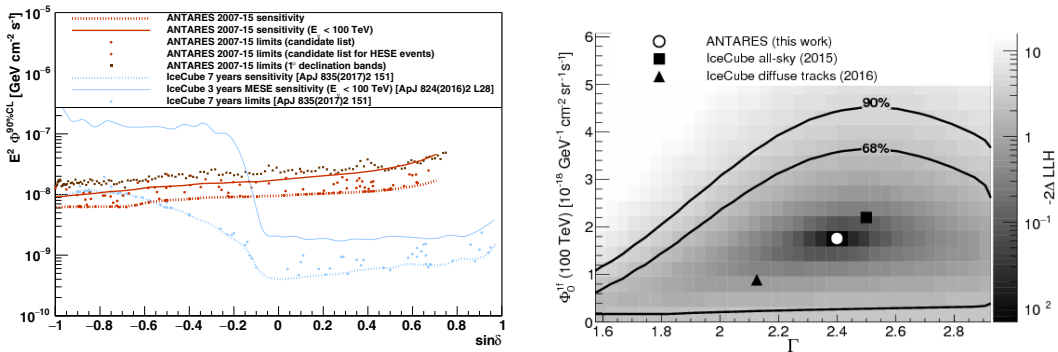 ANTARES 2007-15 sensitivity
ANTARES 2007-15 sensitivity (E < 100 TeV)
ANTARES 2007-15 limits (candidate list)
ANTARES 2007-15 limits (candidate list for HESE events)
ANTARES 2007-15 limits (1° declination bands)
IceCube 7 years sensitivity [ApJ 835(2017)2 151]
IceCube 3 years MESE sensitivity (E < 100 TeV) [ApJ 824(2016)2 L28]
IceCube 7 years limits [ApJ 835(2017)2 151]
E² Φ⁹⁰%CL [GeV cm⁻² s⁻¹]
10⁻⁵
10⁻⁶
10⁻⁷
10⁻⁸
10⁻⁹
10⁻¹⁰
−1 −0.8 −0.6 −0.4 −0.2 0 0.2 0.4 0.6 0.8 1
sinδ
ANTARES (this work)
IceCube all-sky (2015)
IceCube diffuse tracks (2016)
90%
68%
Φ₀¹ᶠ (100 TeV) [10⁻¹⁸ GeV⁻¹ cm⁻² sr⁻¹s⁻¹]
6
5
4
3
2
1
0
1.6 1.8 2 2.2 2.4 2.6 2.8
Γ
10
1
10⁻¹
10²
-2Δ LLH